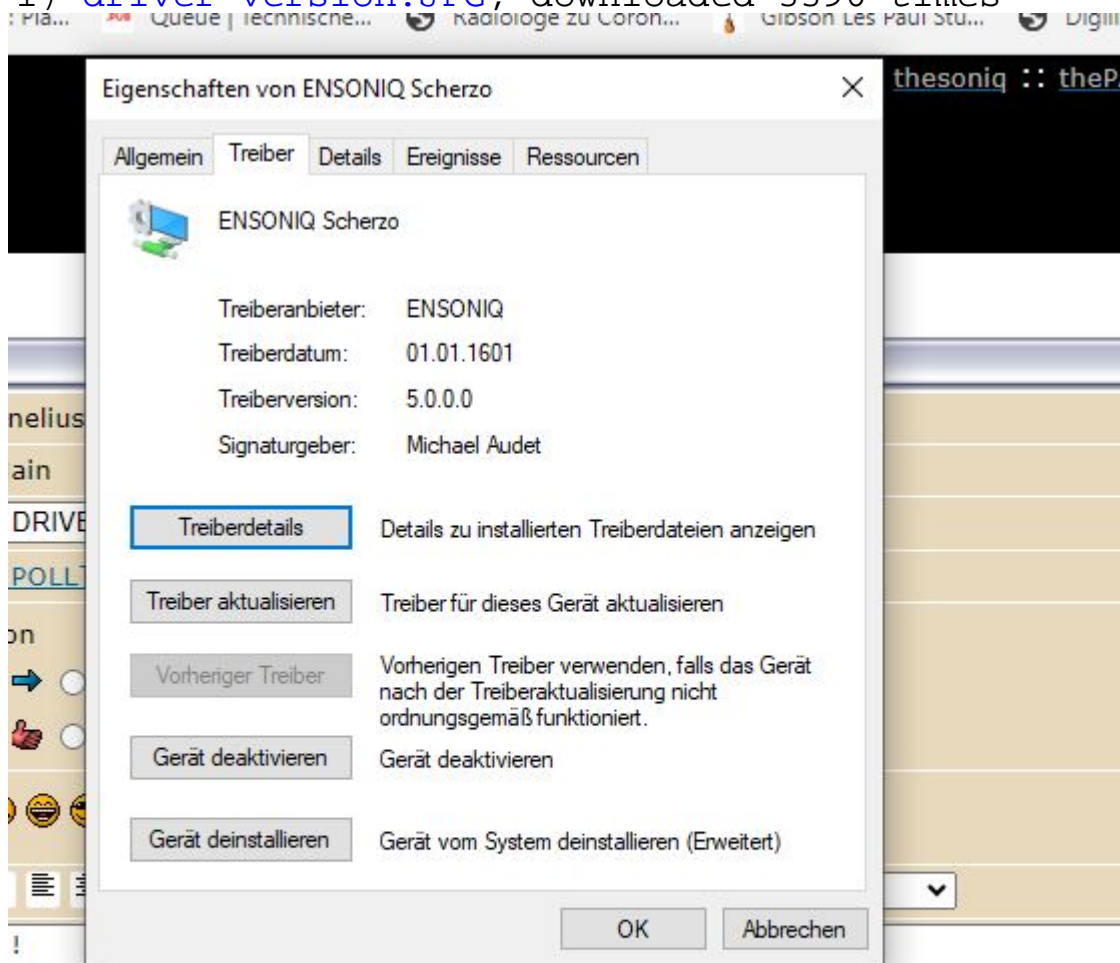 1) driver version.JPG, downloaded 3390 times
: Pla... Queue | Technische... Radiologe zu Coron... Gibson Les Paul Stu...
Eigenschaften von ENSONIQ Scherzo
thesoniq :: theP
Allgemein Treiber Details Ereignisse Ressourcen
ENSONIQ Scherzo
Treiberanbieter: ENSONIQ
Treiberdatum: 01.01.1601
Treiberversion: 5.0.0.0
nelius
Signaturgeber: Michael Audet
ain
DRIVE
Treiberdetails Details zu installierten Treiberdateien anzeigen
POLL
Treiber aktualisieren Treiber für dieses Gerät aktualisieren
on
Vorheriger Treiber Vorherigen Treiber verwenden, falls das Gerät
nach der Treiberaktualisierung nicht
ordnungsgemäß funktioniert.
Gerät deaktivieren Gerät deaktivieren
Gerät deinstallieren Gerät vom System deinstallieren (Erweitert)
OK Abbrechen
!